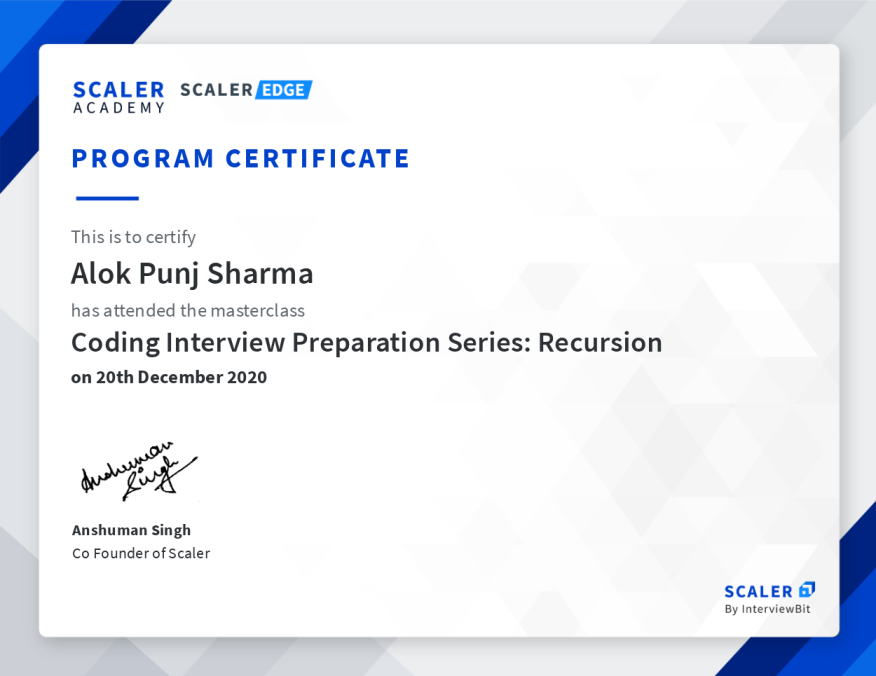 SCALER
ACADEMY
SCALER EDGE
PROGRAM CERTIFICATE
This is to certify
Alok Punj Sharma
has attended the masterclass
Coding Interview Preparation Series: Recursion
on 20th December 2020
Anshuman
Singh
Anshuman Singh
Co Founder of Scaler
SCALER
By InterviewBit